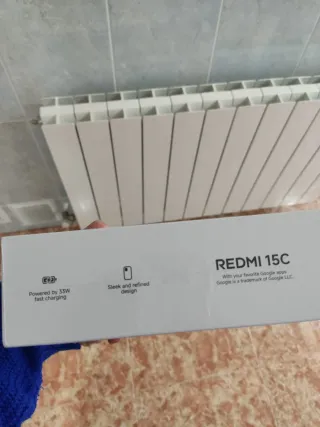 Powered by 33W
fast charging
Sleek and refined
design
REDMI 15C
With your favorite Google apps
Google is a trademark of Google LLC.